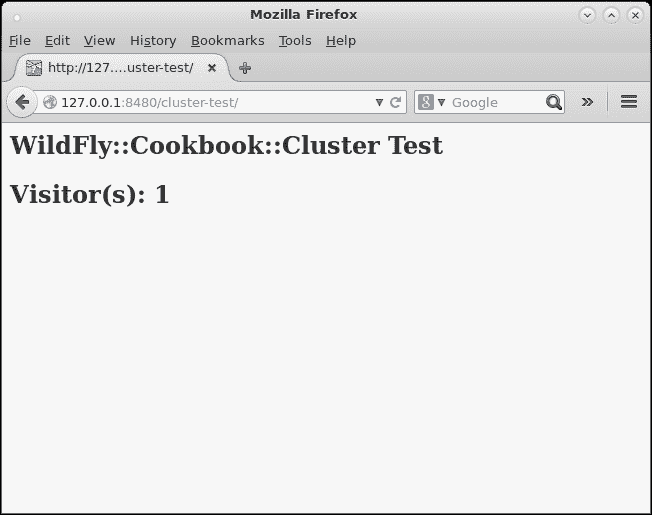 Mozilla Firefox
File Edit View History Bookmarks Tools Help
http://127....uster-test/
127.0.0.1:8480/cluster-test/ Google
WildFly::Cookbook::Cluster Test
Visitor(s): 1